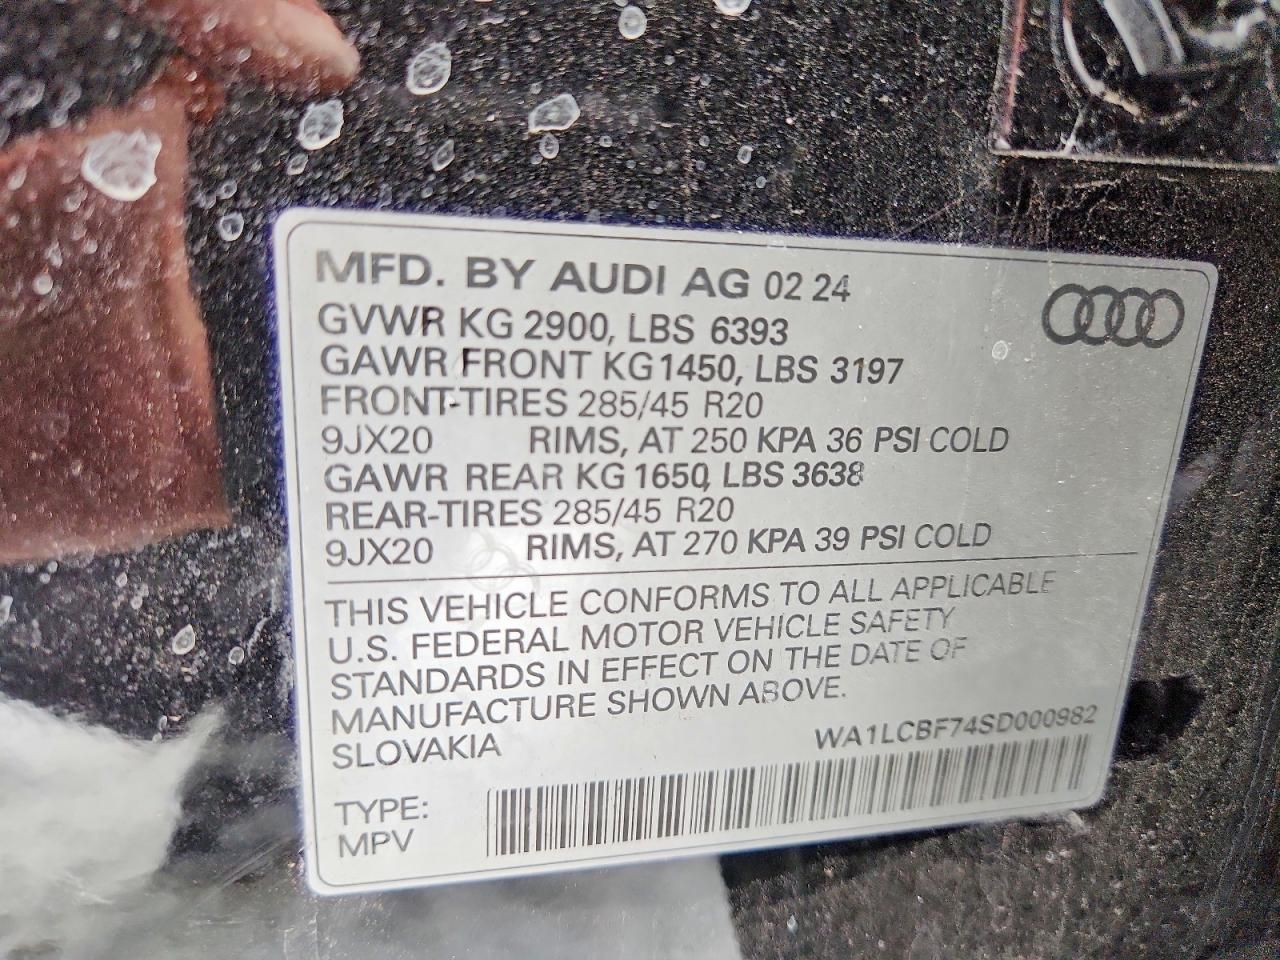 MFD. BY AUDI AG 02 24
GVWR KG 2900, LBS 6393
GAWR FRONT KG 1450, LBS 3197
FRONT-TIRES 285/45 R20
9JX20 RIMS, AT 250 KPA 36 PSI COLD
GAWR REAR KG 1650, LBS 3638
REAR-TIRES 285/45 R20
9JX20 RIMS, AT 270 KPA 39 PSI COLD
THIS VEHICLE CONFORMS TO ALL APPLICABLE
U.S. FEDERAL MOTOR VEHICLE SAFETY
STANDARDS IN EFFECT ON THE DATE OF
MANUFACTURE SHOWN ABOVE.
SLOVAKIA
WA1LCBF74SD000982
TYPE:
MPV